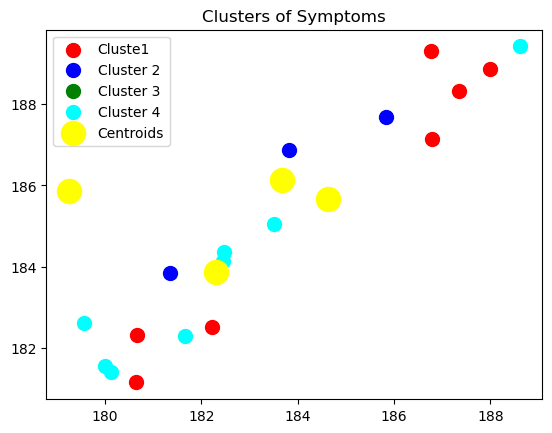 Clusters of Symptoms
Cluste1
Cluster 2
Cluster 3
Cluster 4
Centroids
188
186
184
182
180 182 184 186 188